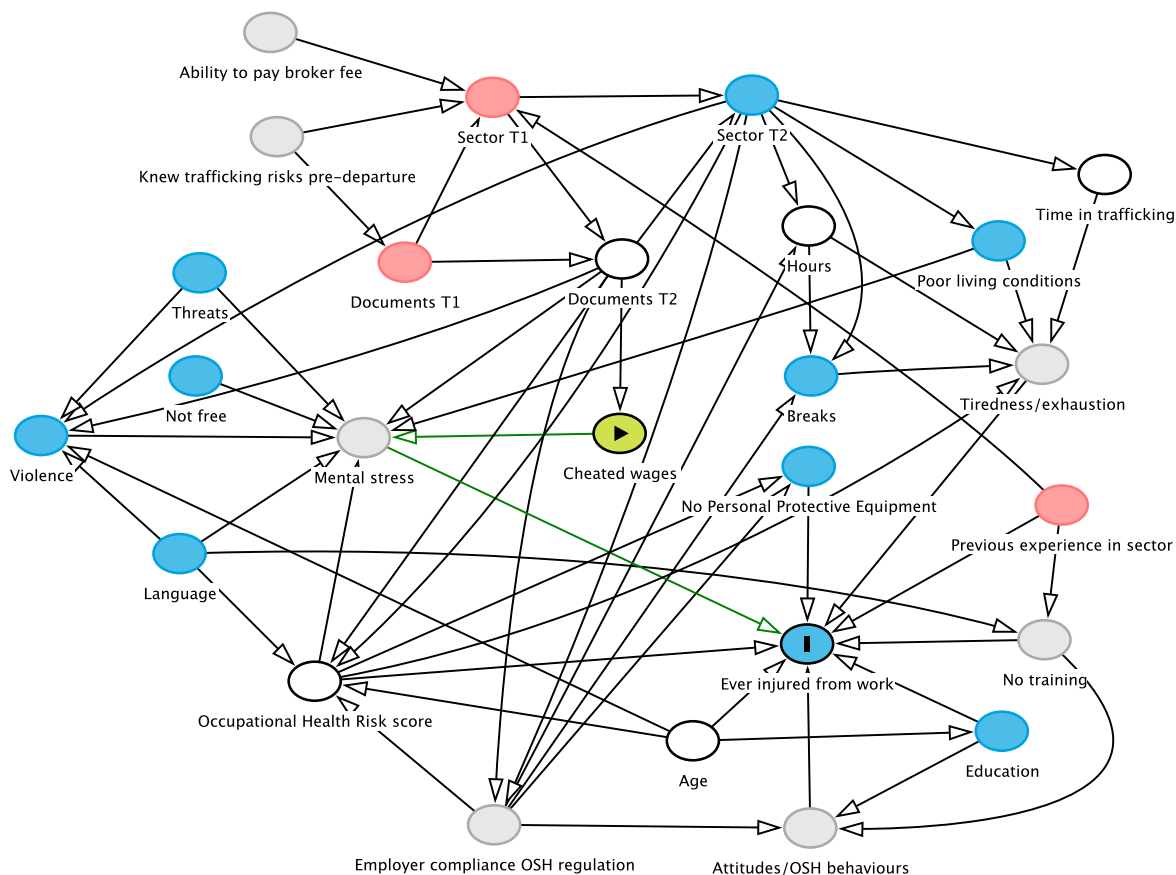 Ability to pay broker fee
Sector T1
Sector T2
Knew trafficking risks pre-departure
Time in trafficking
Hours
Poor living conditions
Documents T1
Documents T2
Threats
Not free
Breaks
Tiredness/exhaustion
Violence
Mental stress
Cheated wages
No Personal Protective Equipment
Previous experience in sector
Language
Ever injured from work
No training
Occupational Health Risk score
Age
Education
Employer compliance OSH regulation
Attitudes/OSH behaviours